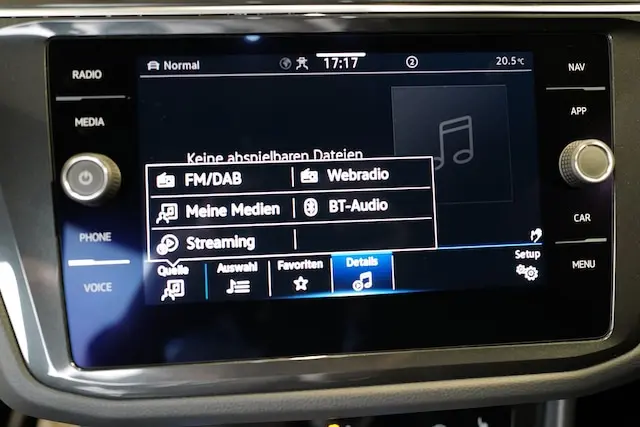 RADIO
MEDIA
PHONE
VOICE
Normal
17:17
2
20.5°C
Keine abspielbaren Dateien
FM/DAB
Webradio
Meine Medien
BT-Audio
Streaming
Quelle
Auswahl
Favoriten
Details
Setup
NAV
APP
CAR
MENU